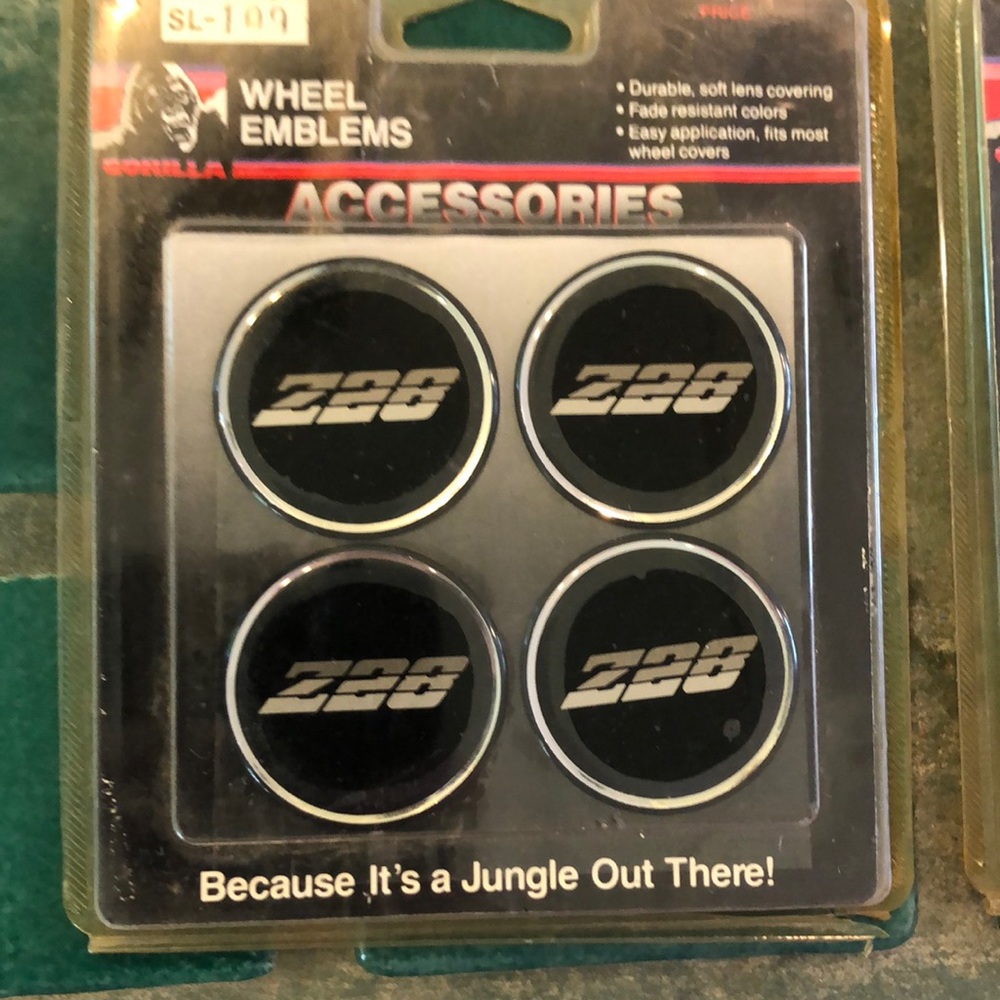 SL-109
PRICE
WHEEL
EMBLEMS
• Durable, soft lens covering
• Fade resistant colors
• Easy application, fits most
wheel covers
GORILLA
ACCESSORIES
Z28
Z28
Z28
Z28
Because It's a Jungle Out There!